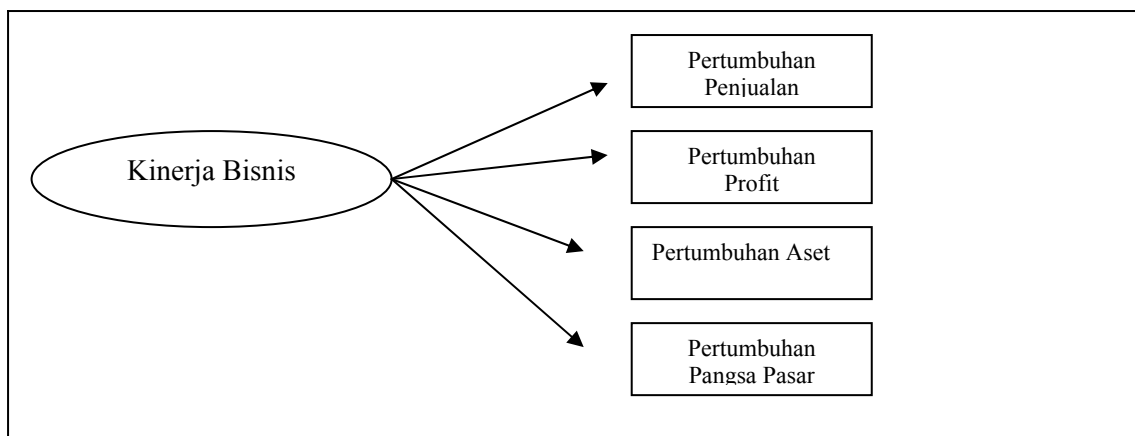 Pertumbuhan
Penjualan
Kinerja Bisnis
Pertumbuhan
Profit
Pertumbuhan Aset
Pertumbuhan
Pangsa Pasar